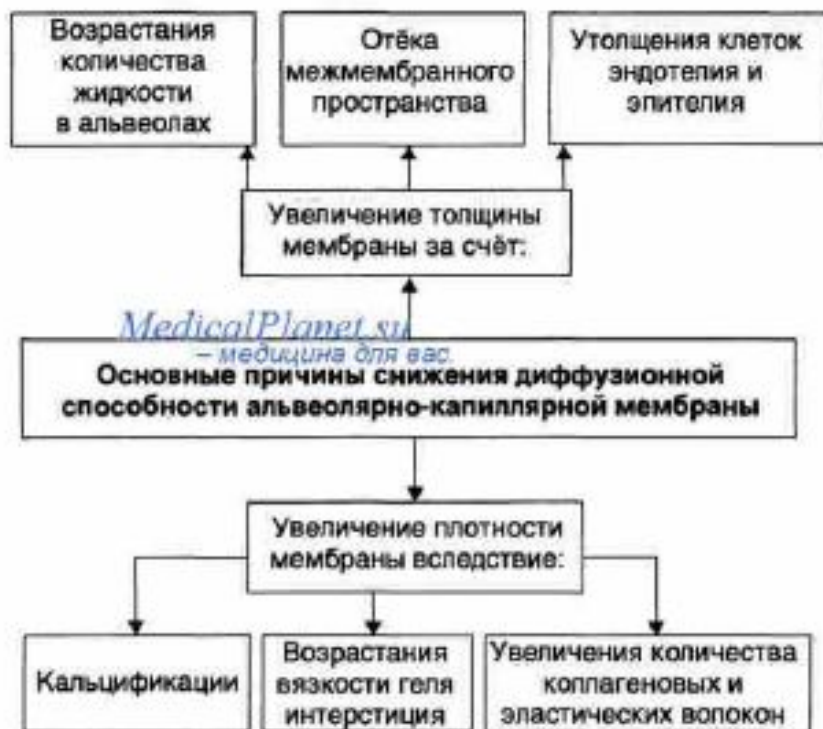 Возрастания
количества
жидкости
в альвеолах
Отёка
межмембранного
пространства
Утолщения клеток
эндотелия и
эпителия
Увеличение толщины
мембраны за счёт:
MedicalPlanet.su
– медицина для вас.
Основные причины снижения диффузионной
способности альвеолярно-капиллярной мембраны
Увеличение плотности
мембраны вследствие:
Кальцификации
Возрастания
вязкости геля
интерстиция
Увеличения количества
коллагеновых и
эластических волокон